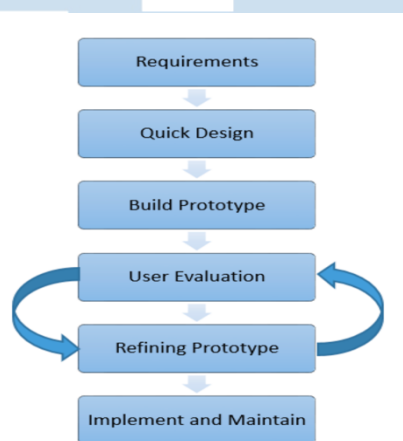 Requirements
Quick Design
Build Prototype
User Evaluation
Refining Prototype
Implement and Maintain